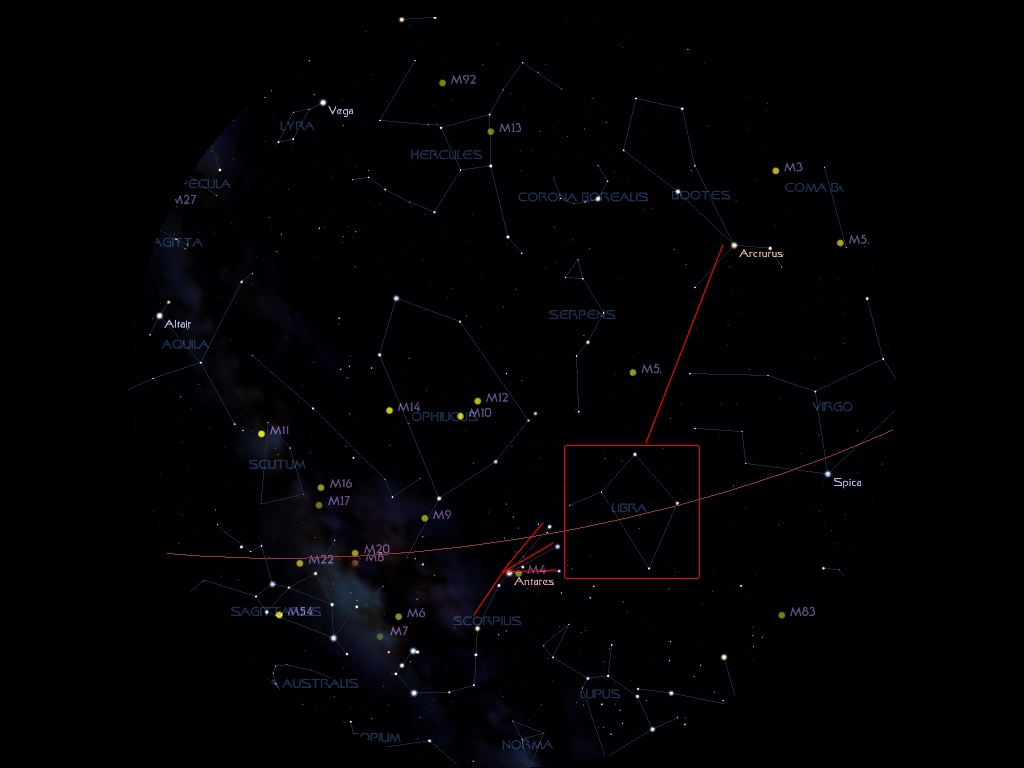 M92
Vega
LYRA
M13
HERCULES
M3
ECULA
COMA B
CORONA BOREALIS
BOOTES
M27
M5.
AGITTA
Arcturus
SERPENS
Altair
AQUILA
M5.
M12
M14
OPHIUCUS
M10
VIRGO
M11
SCUTUM
Spica
M16
M17
LIBRA
M9
M20
M8
M22
M4
Antares
SAGITTARIUS
M54
M6
M83
SCORPIUS
M7
AUSTRALIS
LUPUS
OPIUM
NORMA